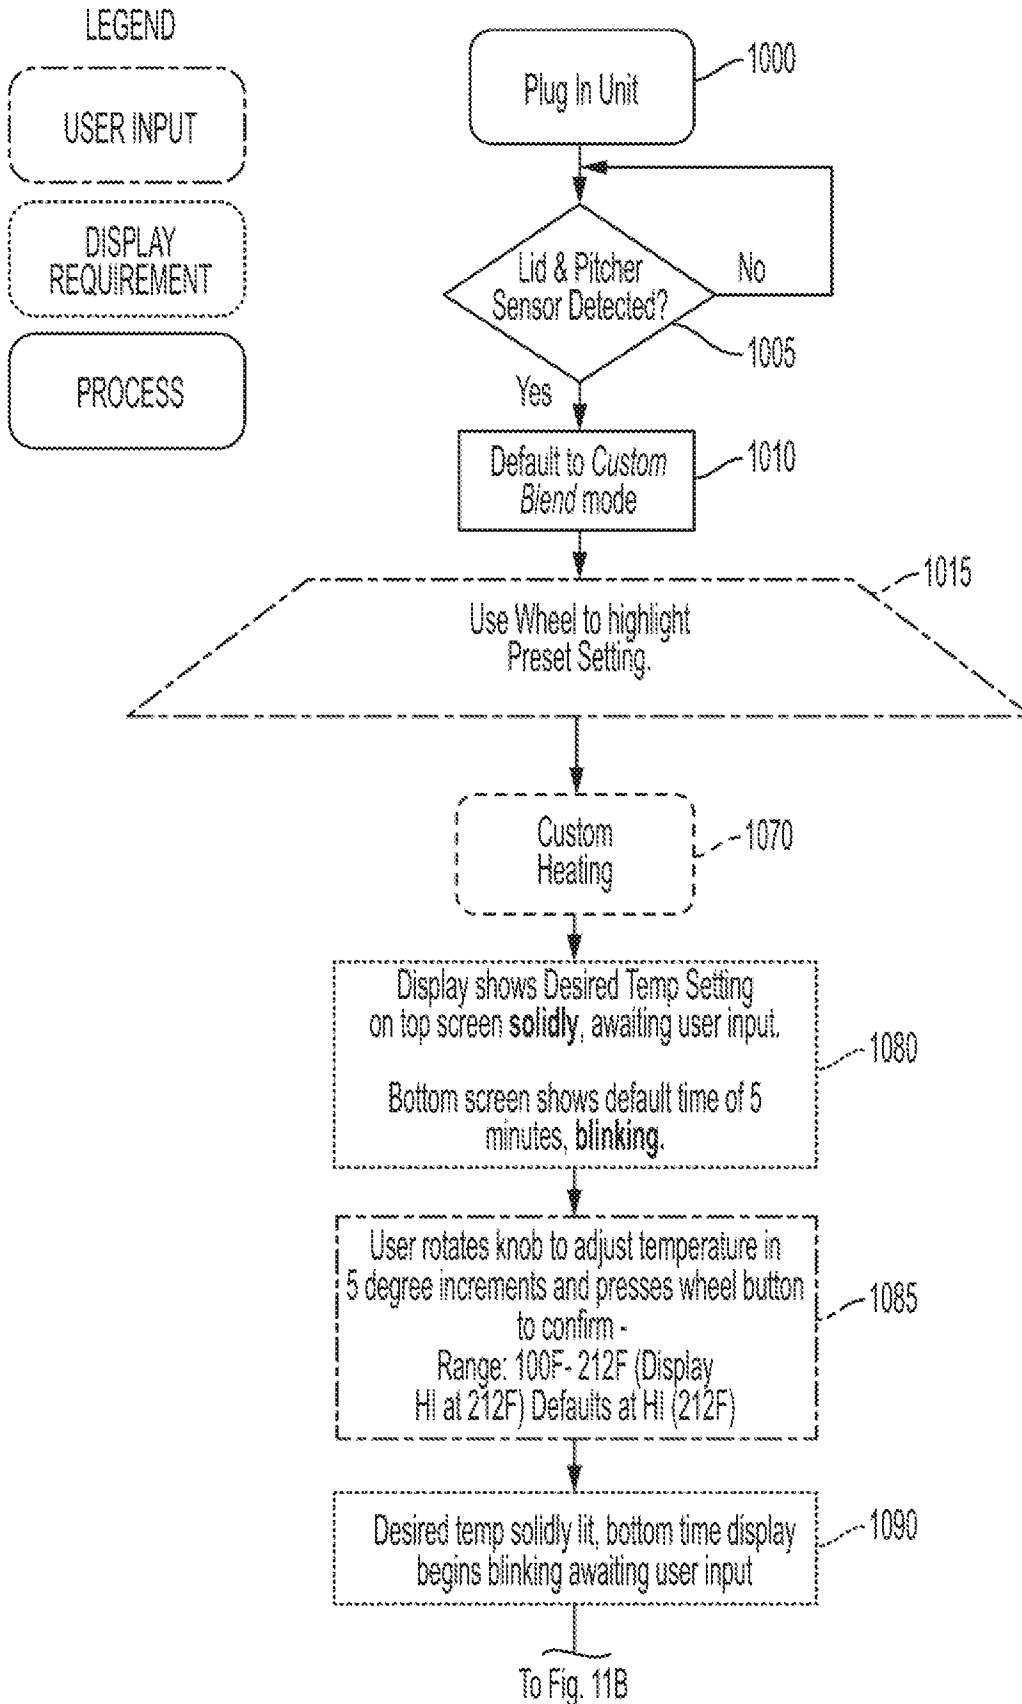 LEGEND
USER INPUT
DISPLAY
REQUIREMENT
PROCESS
Plug In Unit
1000
Lid & Pitcher
Sensor Detected?
No
1005
Yes
Default to Custom
Blend mode
1010
1015
Use Wheel to highlight
Preset Setting.
Custom
Heating
1070
Display shows Desired Temp Setting
on top screen solidly, awaiting user input.
Bottom screen shows default time of 5
minutes, blinking.
1080
User rotates knob to adjust temperature in
5 degree increments and presses wheel button
to confirm -
Range: 100F- 212F (Display
HI at 212F) Defaults at HI (212F)
1085
Desired temp solidly lit, bottom time display
begins blinking awaiting user input
1090
To Fig. 11B